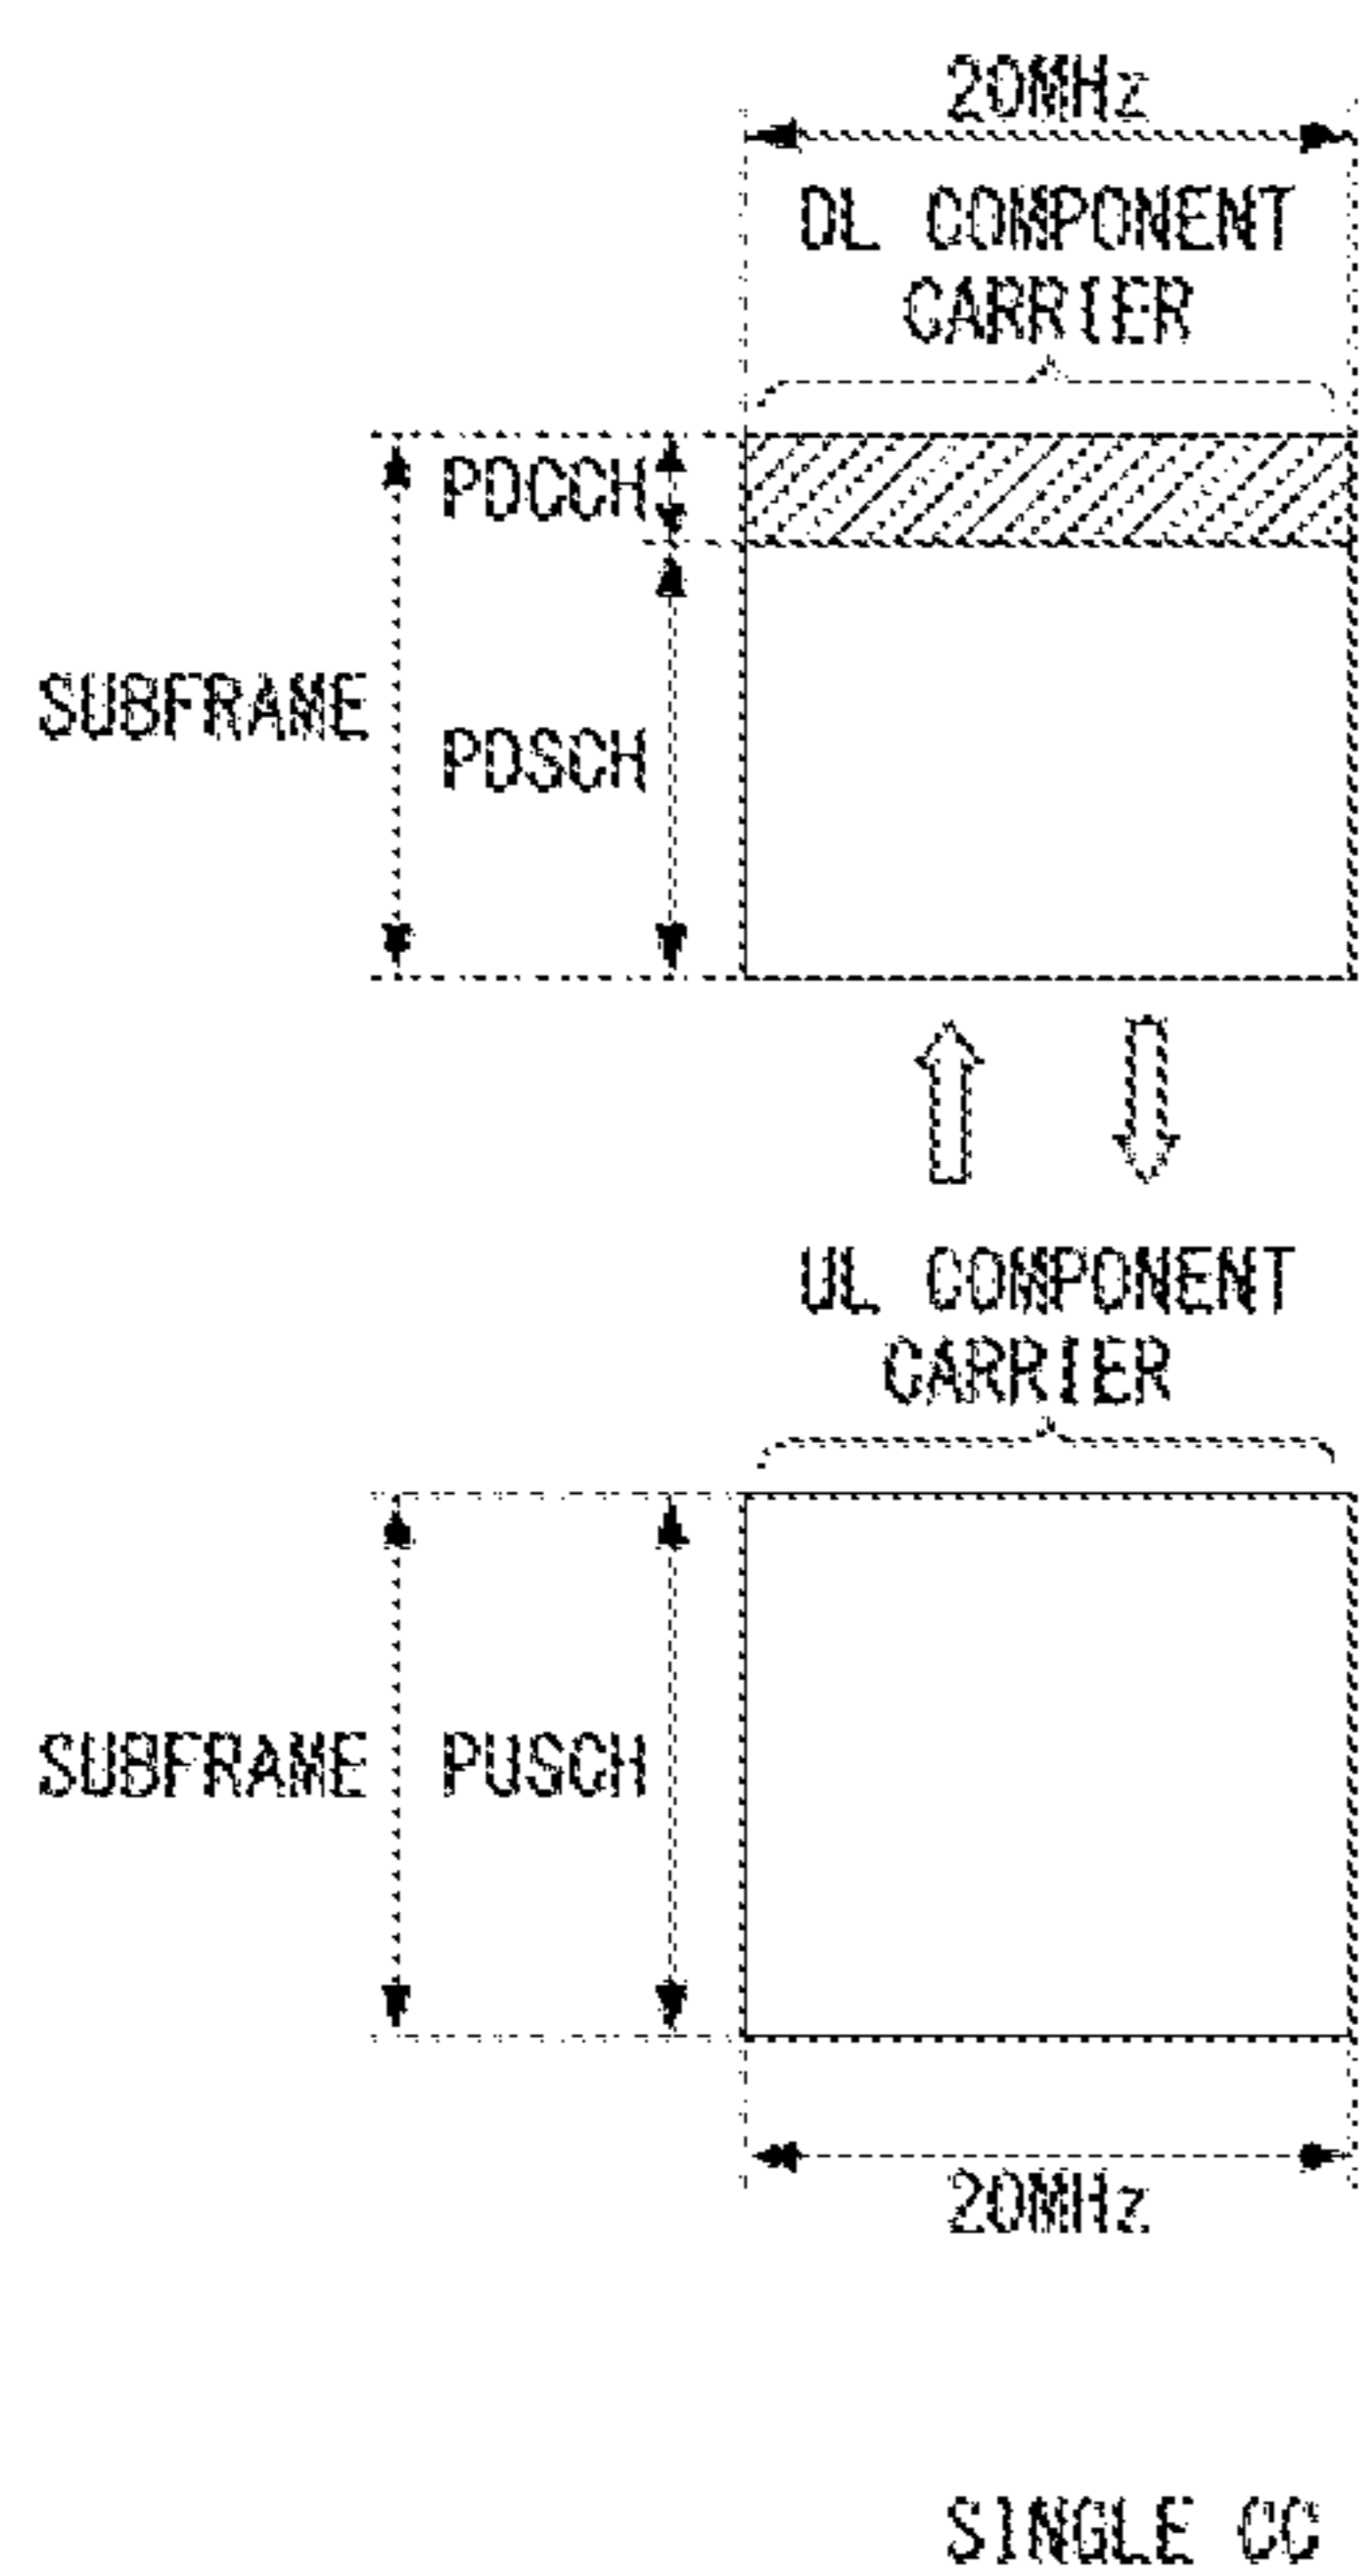 20MHz
DL COMPONENT
CARRIER
PDCCH
SUBFRAME
PDSCH
UL COMPONENT
CARRIER
SUBFRAME PUSCH
20MHz
SINGLE CC